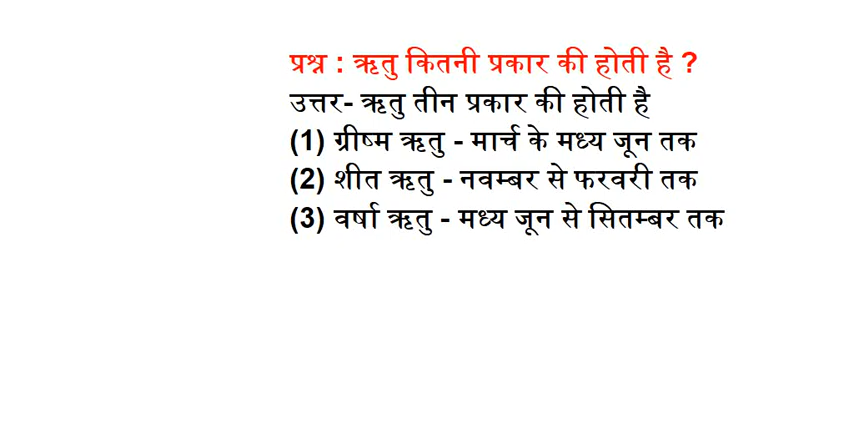 प्रश्न : ऋतु कितनी प्रकार की होती है ?
उत्तर- ऋतु तीन प्रकार की होती है
(1) ग्रीष्म ऋतु - मार्च के मध्य जून तक
(2) शीत ऋतु - नवम्बर से फरवरी तक
(3) वर्षा ऋतु - मध्य जून से सितम्बर तक